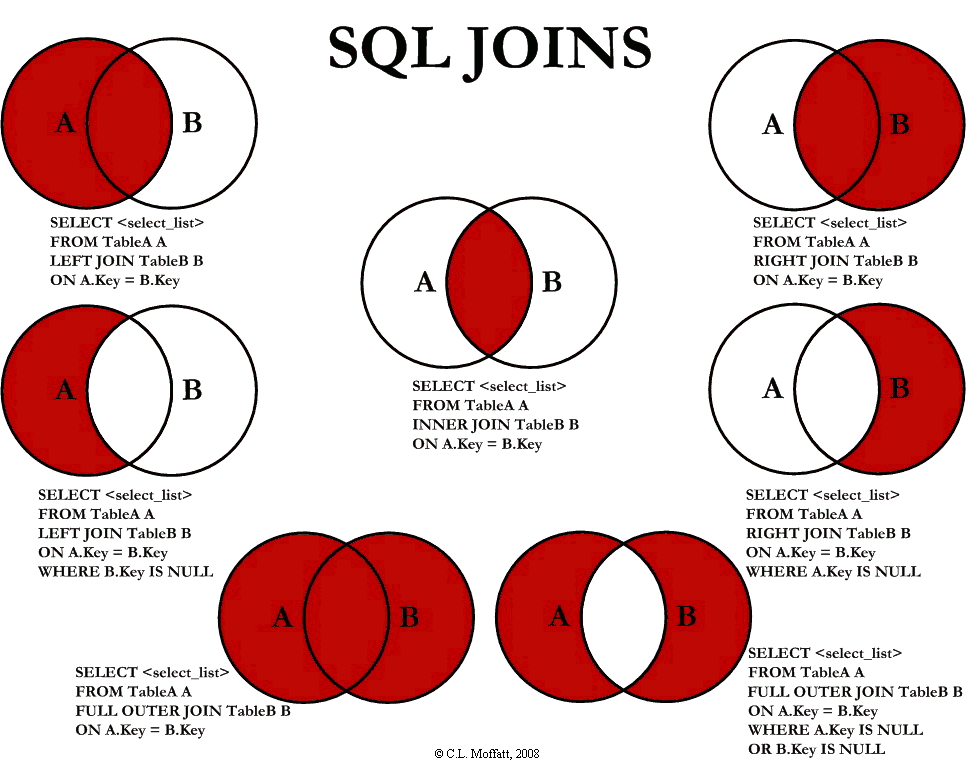 SQL JOINS
A B
SELECT <select_list>
FROM TableA A
LEFT JOIN TableB B
ON A.Key = B.Key
A B
SELECT <select_list>
FROM TableA A
RIGHT JOIN TableB B
ON A.Key = B.Key
A B
SELECT <select_list>
FROM TableA A
INNER JOIN TableB B
ON A.Key = B.Key
A B
SELECT <select_list>
FROM TableA A
LEFT JOIN TableB B
ON A.Key = B.Key
WHERE B.Key IS NULL
A B
SELECT <select_list>
FROM TableA A
RIGHT JOIN TableB B
ON A.Key = B.Key
WHERE A.Key IS NULL
A B
SELECT <select_list>
FROM TableA A
FULL OUTER JOIN TableB B
ON A.Key = B.Key
A B
SELECT <select_list>
FROM TableA A
FULL OUTER JOIN TableB B
ON A.Key = B.Key
WHERE A.Key IS NULL
OR B.Key IS NULL
© C.L. Moffatt, 2008